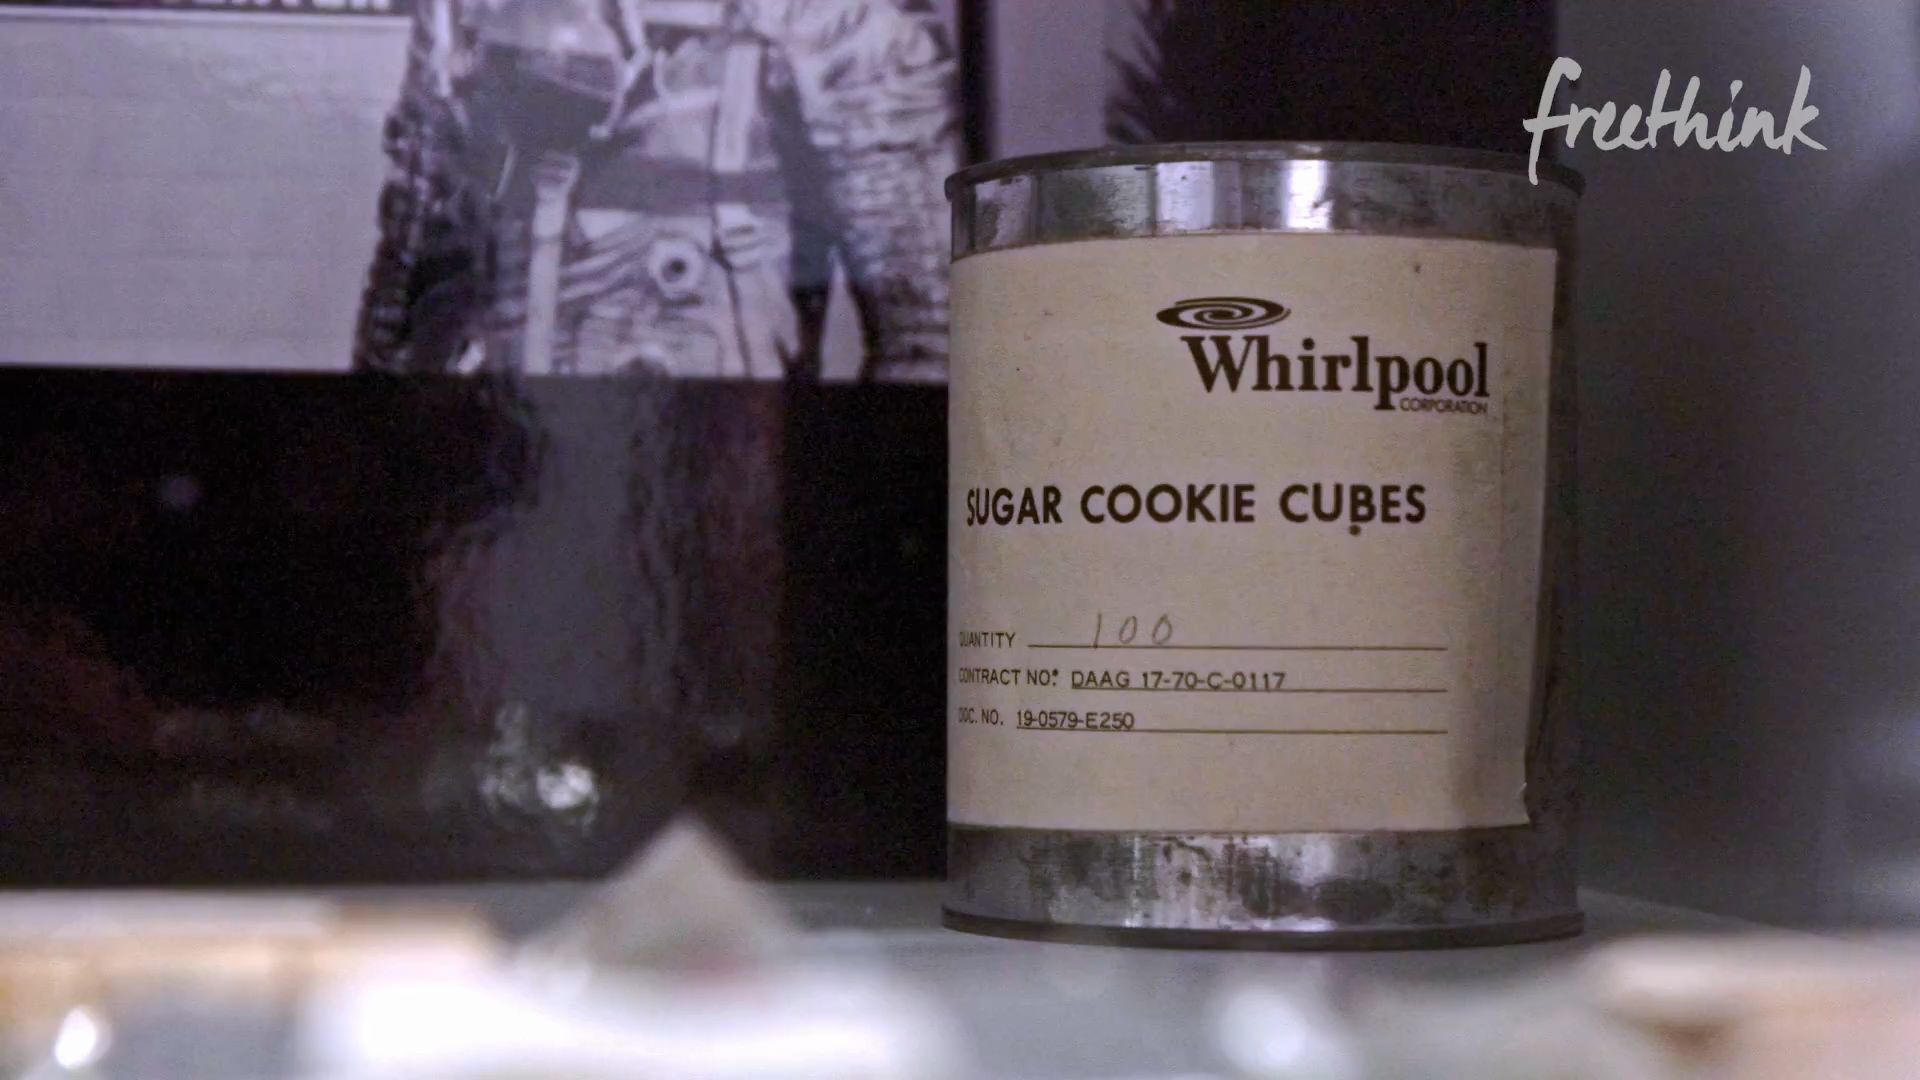 freethink
Whirlpool
CORPORATION
SUGAR COOKIE CUBES
QUANTITY 100
CONTRACT NO. DAAG 17-70-C-0117
DOC. NO. 19-0579-E250